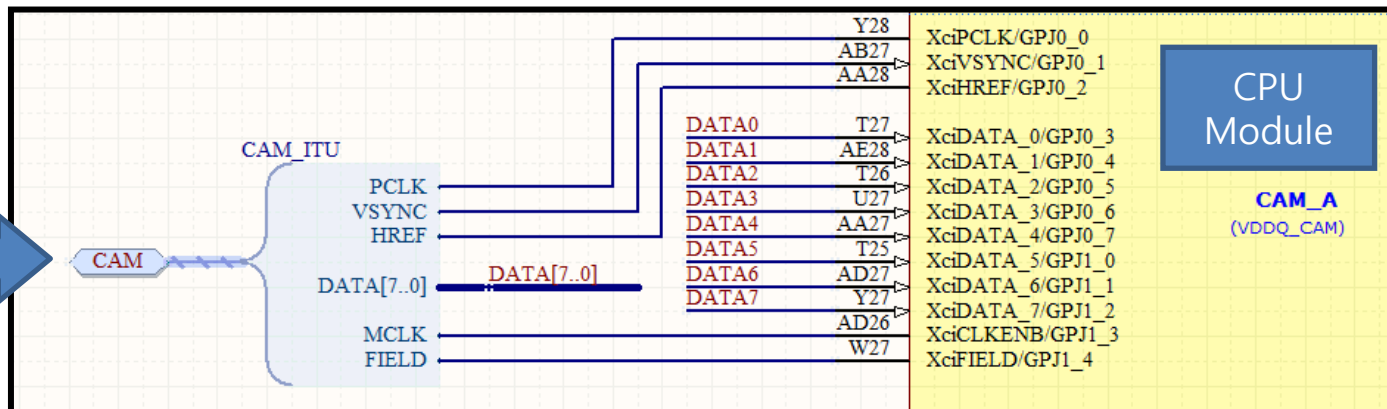 Y28 XciPCLK/GPJ0_0
AB27 XciVSYNC/GPJ0_1
AA28 XciHREF/GPJ0_2
CPU
Module
DATA0 T27 XciDATA_0/GPJ0_3
CAM_ITU DATA1 AE28 XciDATA_1/GPJ0_4
PCLK DATA2 T26 XciDATA_2/GPJ0_5
VSYNC DATA3 U27 XciDATA_3/GPJ0_6
CAM_A
HREF DATA4 AA27 XciDATA_4/GPJ0_7
(VDDQ_CAM)
CAM DATA5 T25 XciDATA_5/GPJ1_0
DATA[7..0] DATA[7..0] DATA6 AD27 XciDATA_6/GPJ1_1
DATA7 Y27 XciDATA_7/GPJ1_2
MCLK AD26 XciCLKENB/GPJ1_3
FIELD W27 XciFIELD/GPJ1_4